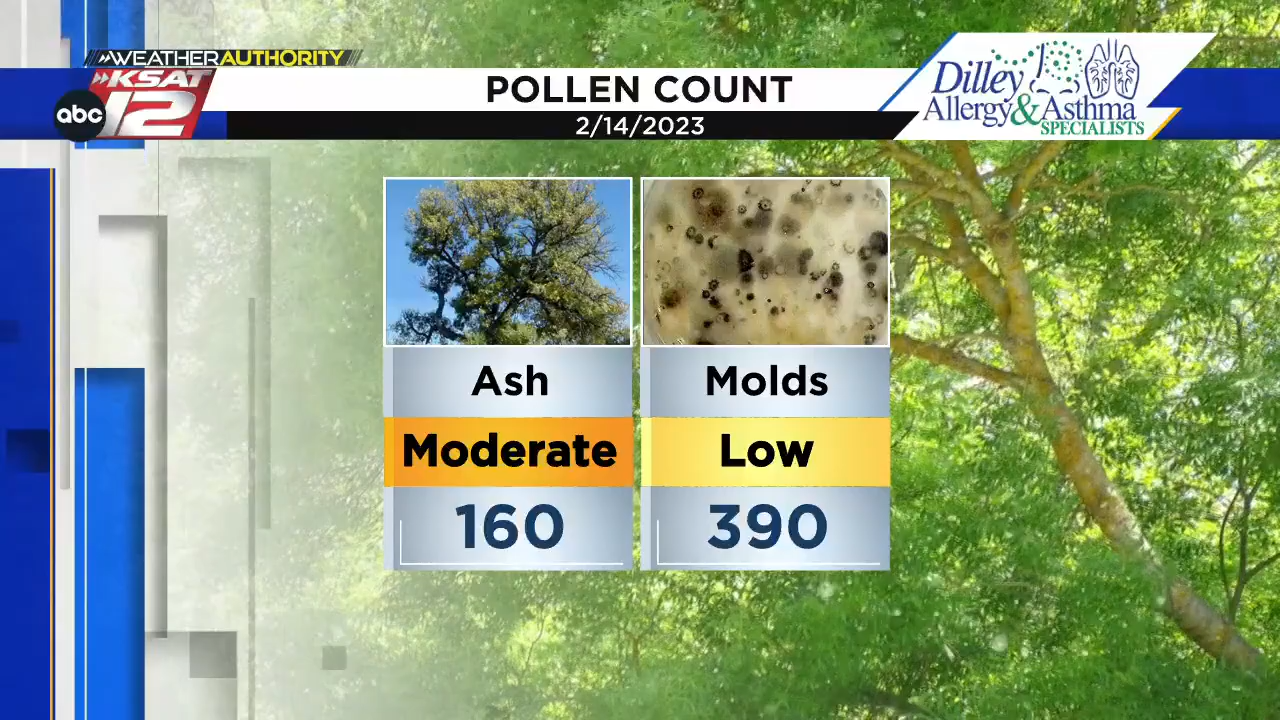 WEATHER AUTHORITY
KSAT
abc 12
POLLEN COUNT
2/14/2023
Dilley
Allergy & Asthma
SPECIALISTS
Ash
Molds
Moderate
Low
160
390